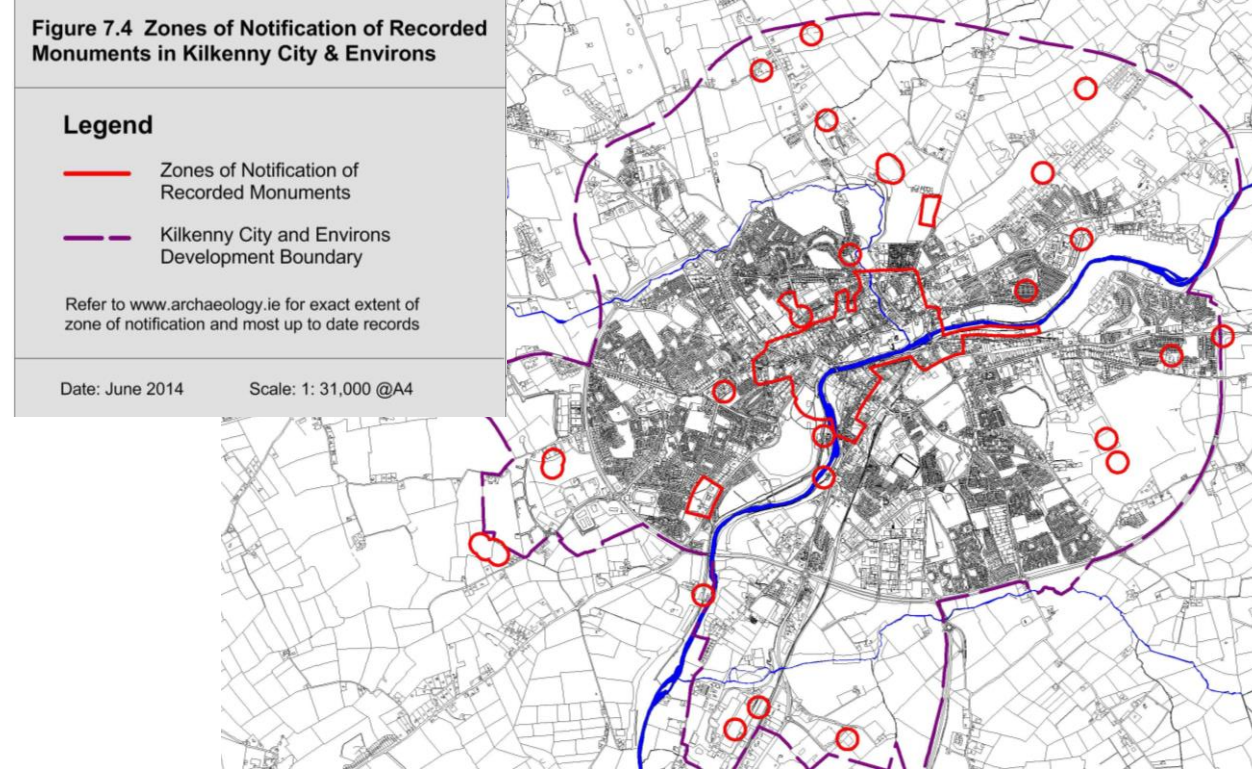 Figure 7.4 Zones of Notification of Recorded
Monuments in Kilkenny City & Environs
Legend
Zones of Notification of
Recorded Monuments
Kilkenny City and Environs
Development Boundary
Refer to www.archaeology.ie for exact extent of
zone of notification and most up to date records
Date: June 2014 Scale: 1: 31,000 @A4